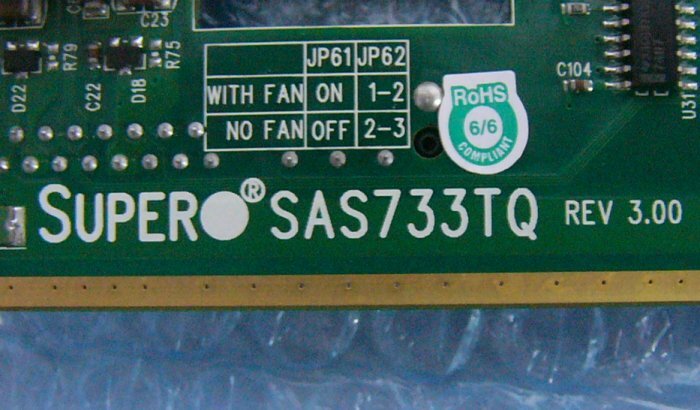 C23
D22
R79
C22
D18
R75
JP61 JP62
WITH FAN ON 1-2
NO FAN OFF 2-3
RoHS
6/6
COMPLIANT
C104
U31
SUPER® SAS733TQ REV 3.00